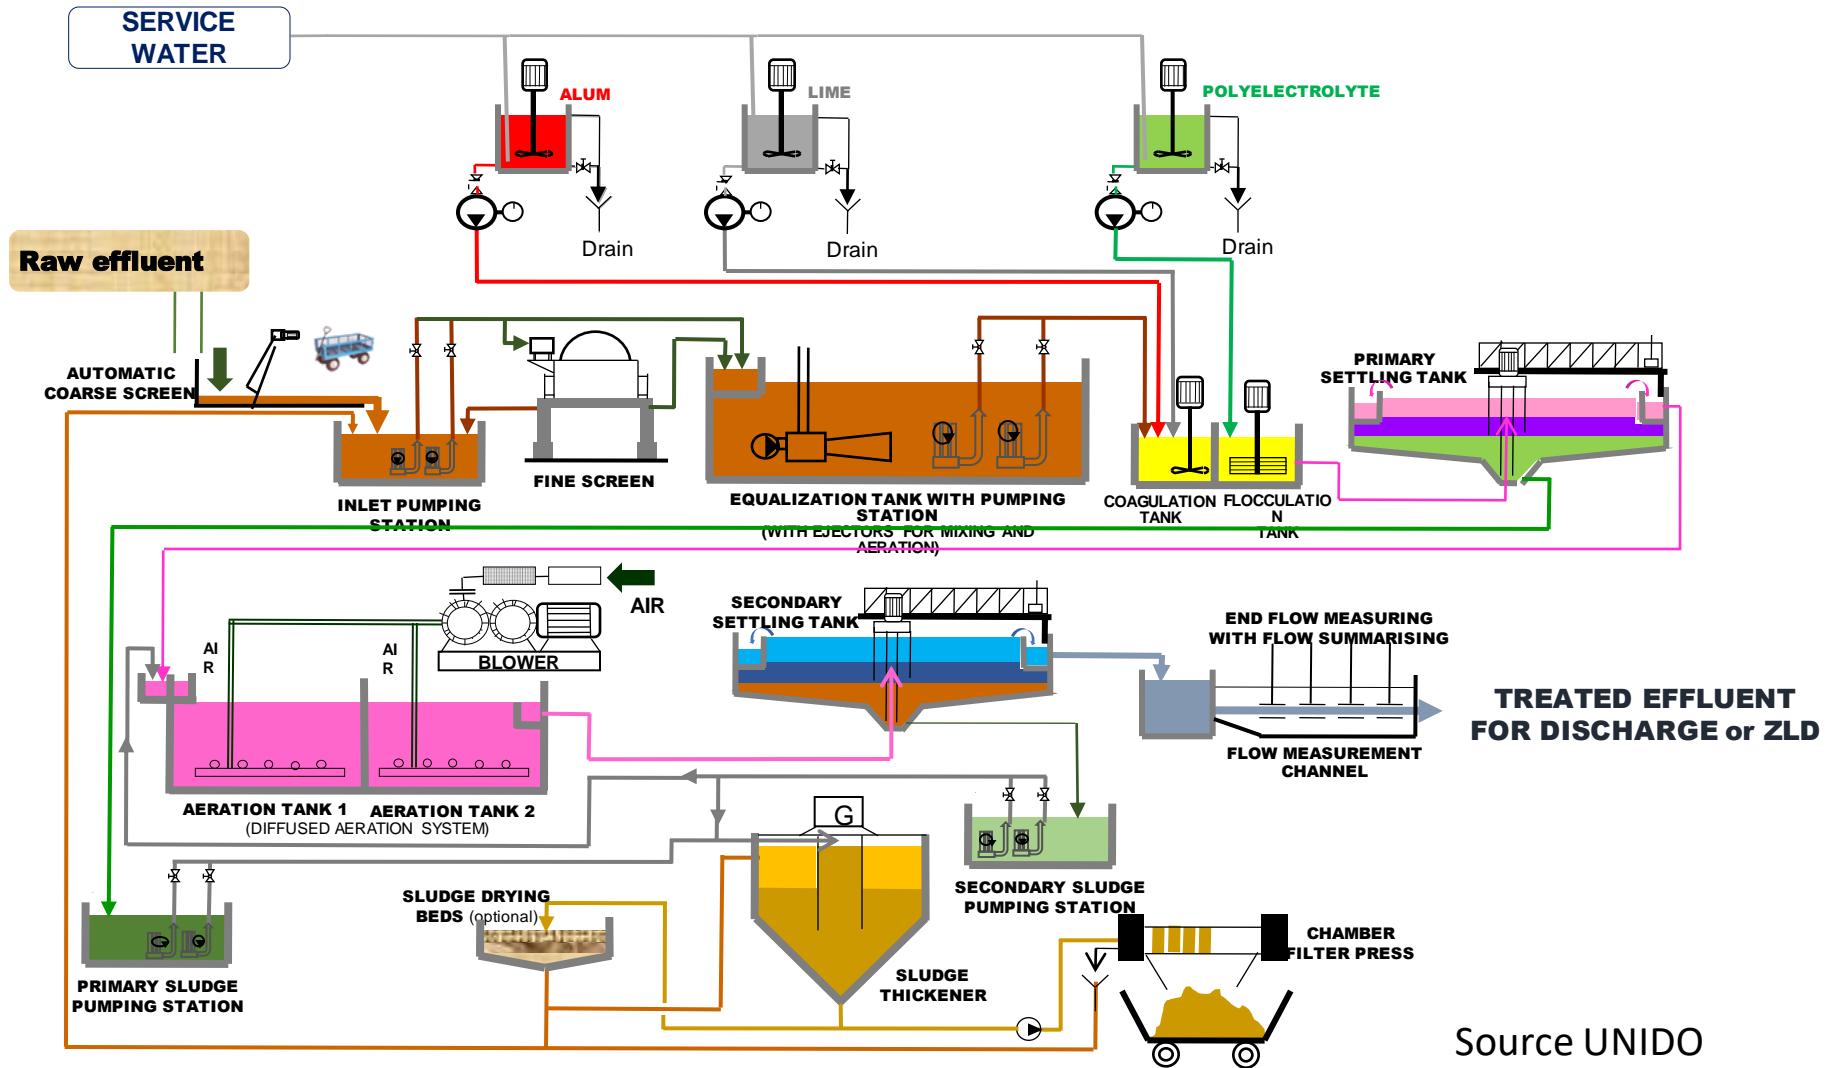 SERVICE
WATER
ALUM
LIME
POLYELECTROLYTE
Drain
Drain
Drain
Raw effluent
AUTOMATIC
COARSE SCREEN
INLET PUMPING
STATION
FINE SCREEN
EQUALIZATION TANK WITH PUMPING
STATION
(WITH EJECTORS FOR MIXING AND
AERATION)
COAGULATION
TANK
FLOCCULATIO
N
TANK
PRIMARY
SETTLING TANK
AIR
AI
R
AI
R
BLOWER
SECONDARY
SETTLING TANK
END FLOW MEASURING
WITH FLOW SUMMARISING
TREATED EFFLUENT
FOR DISCHARGE or ZLD
FLOW MEASUREMENT
CHANNEL
AERATION TANK 1
AERATION TANK 2
(DIFFUSED AERATION SYSTEM)
G
SLUDGE DRYING
BEDS (optional)
SECONDARY SLUDGE
PUMPING STATION
CHAMBER
FILTER PRESS
PRIMARY SLUDGE
PUMPING STATION
SLUDGE
THICKENER
Source UNIDO